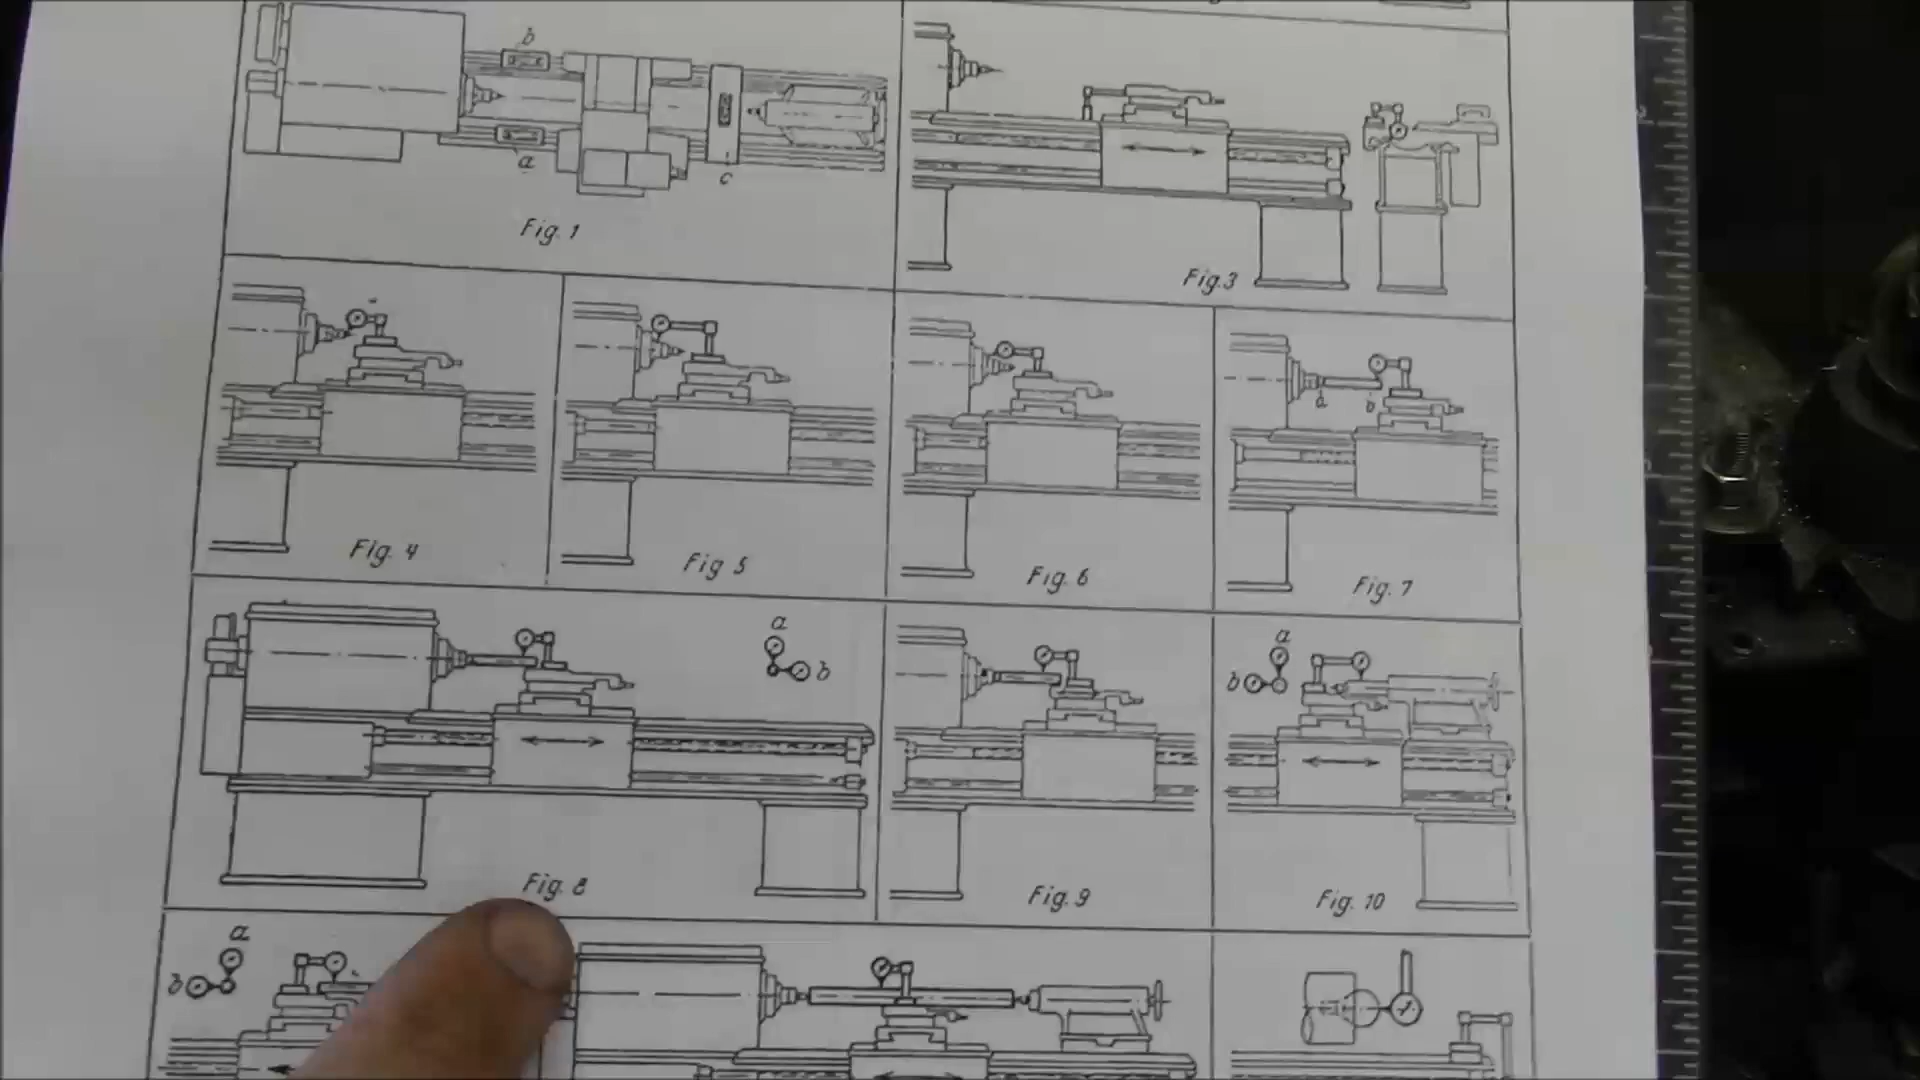 b
a
c
Fig. 1
Fig.3
Fig. 4
Fig 5
Fig. 6
a b
Fig. 7
a
b
Fig. 8
Fig. 9
a
b
Fig. 10
a
b